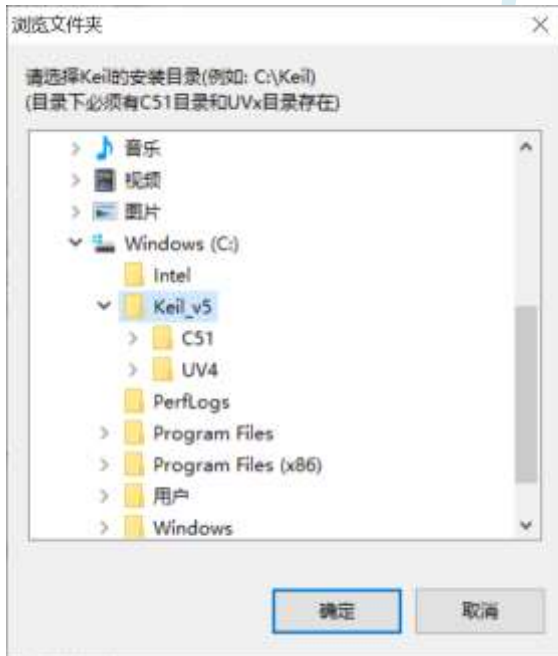 浏览文件夹
请选择Keil的安装目录(例如: C:\Keil)
(目录下必须有C51目录和UVx目录存在)
音乐
视频
图片
Windows (C:)
Intel
Keil_v5
C51
UV4
PerfLogs
Program Files
Program Files (x86)
用户
Windows
确定 取消